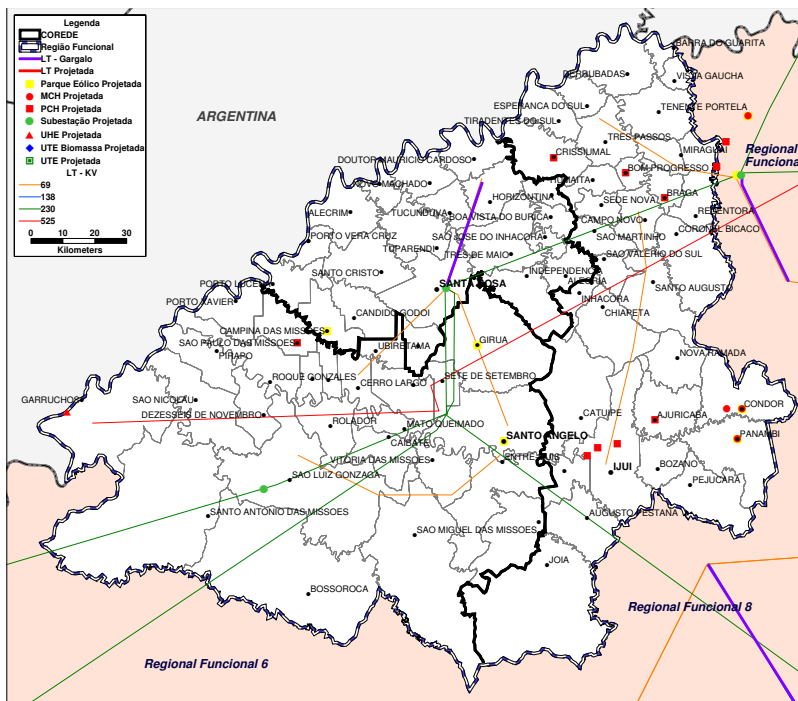 Legenda
COREDE
Região Funcional
LT - Gargalo
LT Projetada
Parque Eólico Projetada
MCH Projetada
PCH Projetada
Substação Projetada
UHE Projetada
UTE Biomassa Projetada
UTE Projetada
LT - KV
69
138
230
525
0 10 20 30
Kilometers
ARGENTINA
BARRA DO GUARITA
DERRUBADAS
VISTA GAUCHA
ESPERANCA DO SUL
TENENTE PORTELA
TIRADENTES DO SUL
TRES PASSOS
CRISSIUMAL
MIRAGUAI
Regional
Funcional
DOUTOR MAURICIO CARDOSO
BOM PROGRESSO
HUMAITA
NOVO MACHADO
HORIZONTINA
SEDE NOVA
BRAGA
ALECRIM
TUCUNDUVA
BOA VISTA DO BURICA
CAMPO NOVO
REDENTORA
PORTO VERA CRUZ
SAO JOSE DO INHACORA
SAO MARTINHO
CORONEL BICACO
TUPARENDI
TRES DE MAIO
SAO VALERIO DO SUL
SANTO CRISTO
INDEPENDENCIA
ALEGRIA
SANTO AUGUSTO
PORTO LUCENA
SANTA ROSA
INHACORA
PORTO XAVIER
CHIAPETA
CANDIDO GODOI
CAMPINA DAS MISSOES
SAO PAULO DAS MISSOES
UBIRETAMA
GIRUA
PIRAPO
NOVA RAMADA
ROQUE GONZALES
CERRO LARGO
SETE DE SETEMBRO
GARRUCHOS
SAO NICOLAU
DEZESSEIS DE NOVEMBRO
CONDOR
CATUIPE
AJURICABA
ROLADOR
MATO QUEIMADO
SANTO ANGELO
PANAMBI
CAIBATE
VITORIA DAS MISSOES
ENTRE-IJUIS
IJUI
BOZANO
SAO LUIZ GONZAGA
PEJUCARA
SANTO ANTONIO DAS MISSOES
AUGUSTO PESTANA
SAO MIGUEL DAS MISSOES
JOIA
BOSSOROCA
Regional Funcional 8
Regional Funcional 6